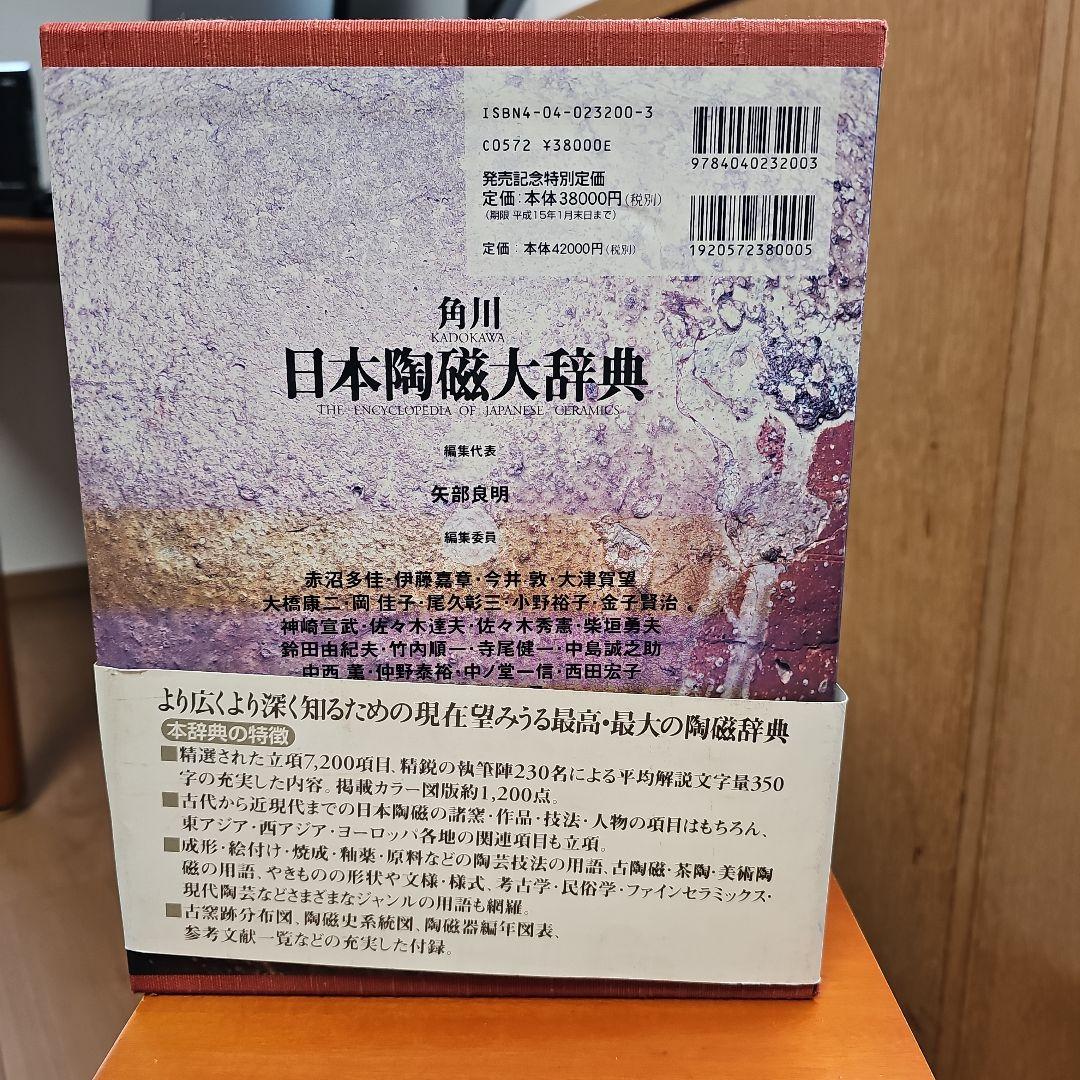 ISBN4-04-023200-3
C0572 ¥38000E
9784040232003
発売記念特別定価
定価：本体38000円（税別）
（期限 平成15年1月末日まで）
1920572380005
定価：本体42000円（税別）
角川
KADOKAWA
日本陶磁大辞典
THE ENCYCLOPEDIA OF JAPANESE CERAMICS
編集代表
矢部良明
編集委員
赤沼多佳・伊藤嘉章・今井 敦・大津賀望
大橋康二・岡 佳子・尾久彰三・小野裕子・金子賢治
神崎宣武・佐々木達夫・佐々木秀憲・柴垣勇夫
鈴田由紀夫・竹内順一・寺尾健一・中島誠之助
中西 薫・仲野泰裕・中ノ堂一信・西田宏子
より広くより深く知るための現在望みうる最高・最大の陶磁辞典
本辞典の特徴
■精選された立項7,200項目、精鋭の執筆陣230名による平均解説文字量350
字の充実した内容。掲載カラー図版約1,200点。
■古代から近現代までの日本陶磁の諸窯・作品・技法・人物の項目はもちろん、
東アジア・西アジア・ヨーロッパ各地の関連項目も立項。
■成形・絵付け・焼成・釉薬・原料などの陶芸技法の用語、古陶磁・茶陶・美術陶
磁の用語、やきものの形状や文様・様式、考古学・民俗学・ファインセラミックス・
現代陶芸などさまざまなジャンルの用語も網羅。
■古窯跡分布図、陶磁史系統図、陶磁器編年図表、
参考文献一覧などの充実した付録。